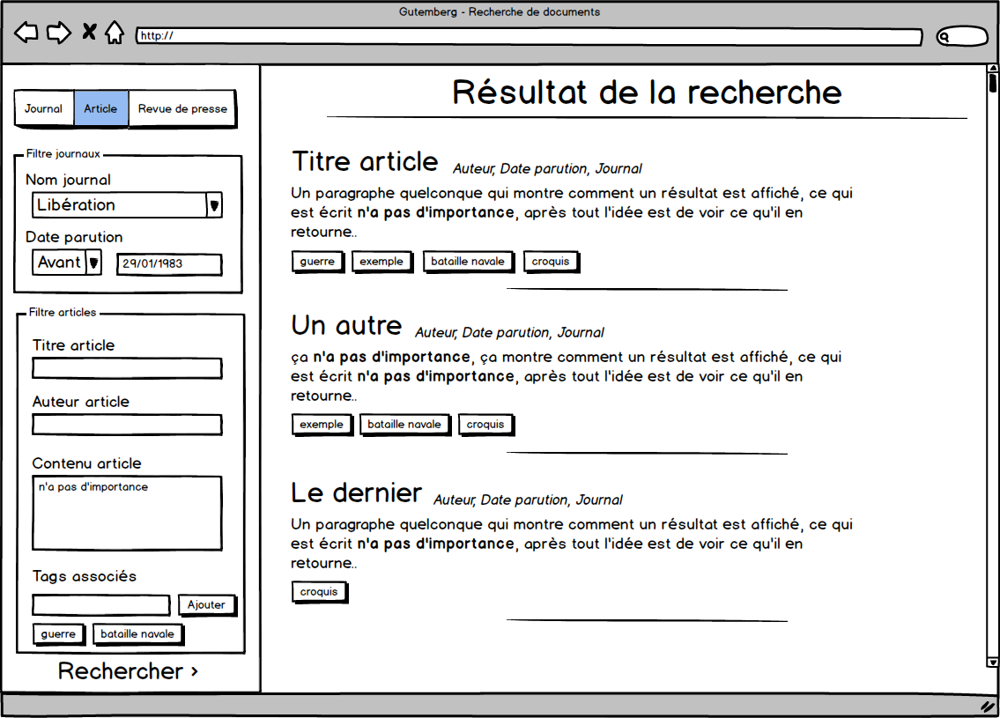 Gutemberg - Recherche de documents
http://
Journal
Article
Revue de presse
Filtre journaux
Nom journal
Libération
Date parution
Avant
29/01/1983
Filtre articles
Titre article
Auteur article
Contenu article
n'a pas d'importance
Tags associés
Ajouter
guerre
bataille navale
Rechercher >
Résultat de la recherche
Titre article Auteur, Date parution, Journal
Un paragraphe quelconque qui montre comment un résultat est affiché, ce qui
est écrit n'a pas d'importance, après tout l'idée est de voir ce qu'il en
retourne..
guerre exemple bataille navale croquis
Un autre Auteur, Date parution, Journal
ça n'a pas d'importance, ça montre comment un résultat est affiché, ce qui
est écrit n'a pas d'importance, après tout l'idée est de voir ce qu'il en
retourne..
exemple bataille navale croquis
Le dernier Auteur, Date parution, Journal
Un paragraphe quelconque qui montre comment un résultat est affiché, ce qui
est écrit n'a pas d'importance, après tout l'idée est de voir ce qu'il en
retourne..
croquis